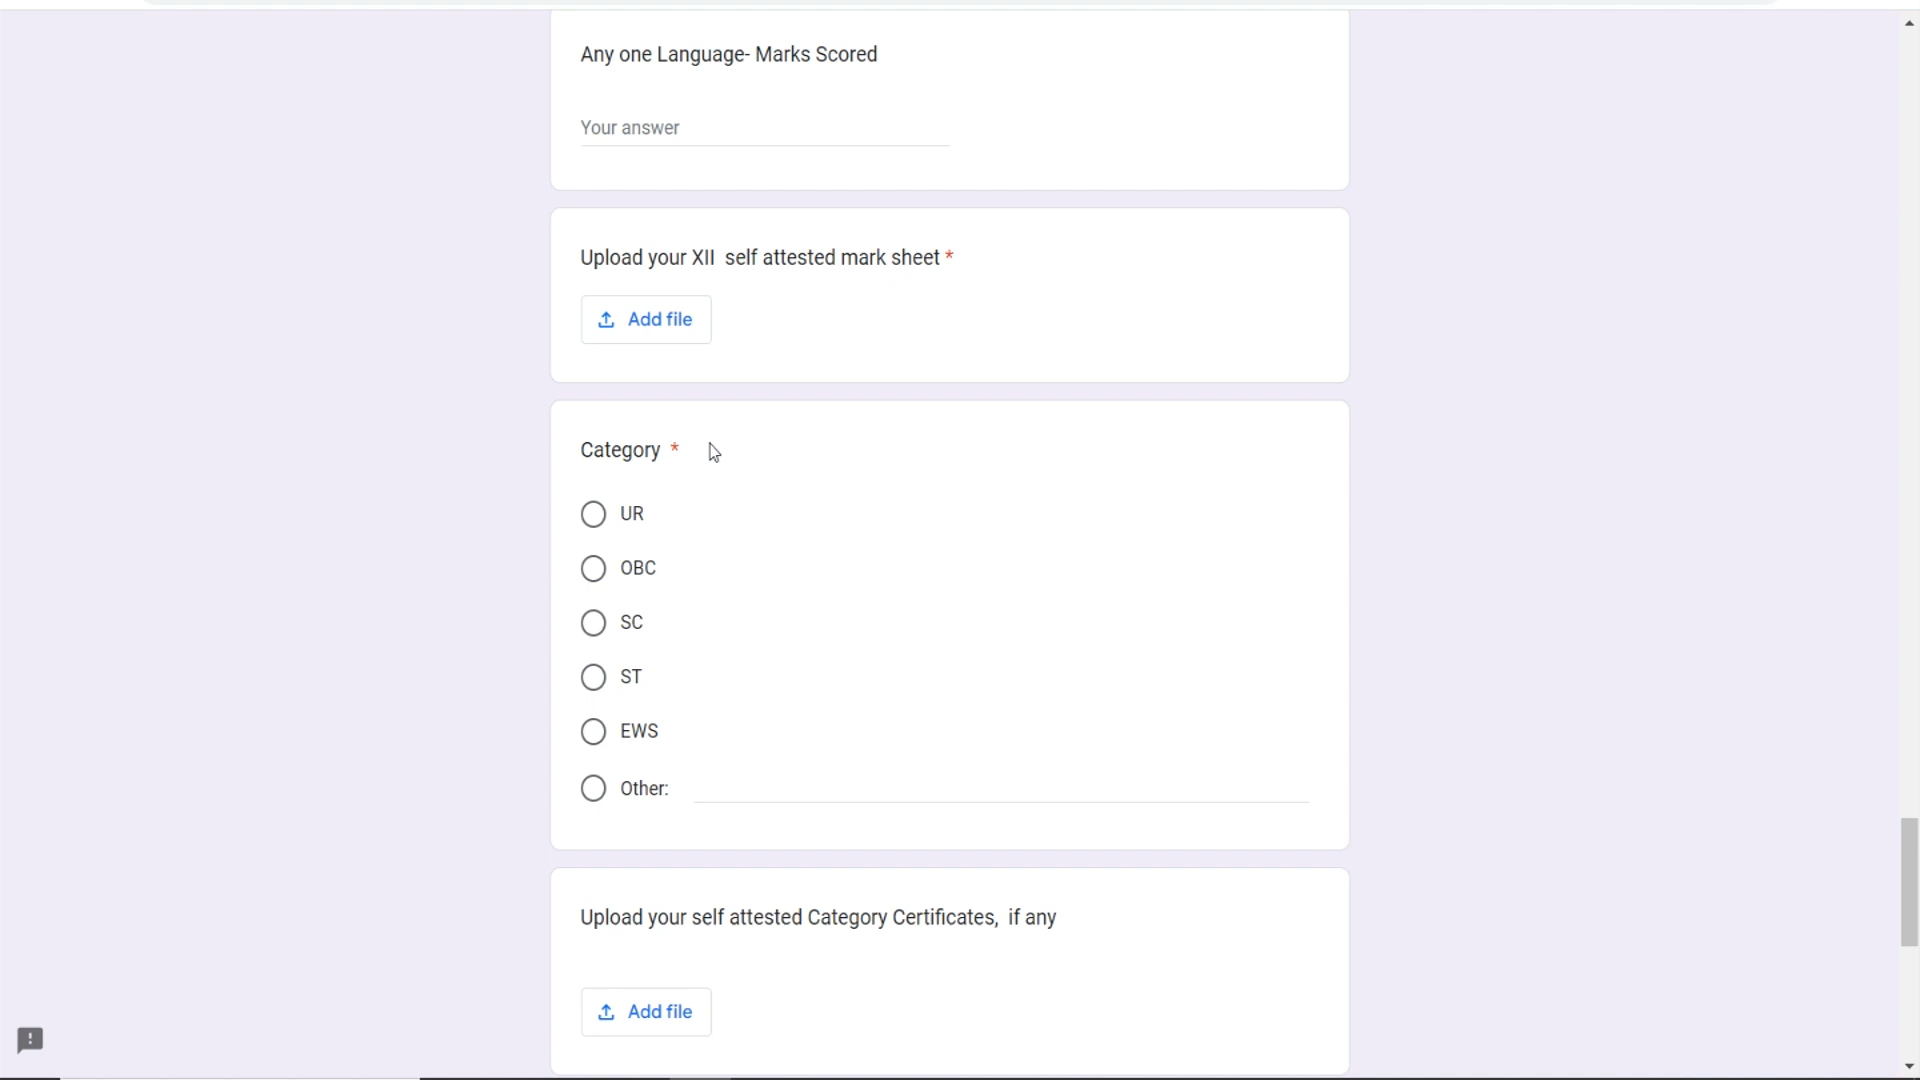 Any one Language- Marks Scored
Your answer
Upload your XII  self attested mark sheet *
Add file
Category *
UR
OBC
SC
ST
EWS
Other:
Upload your self attested Category Certificates,  if any
Add file